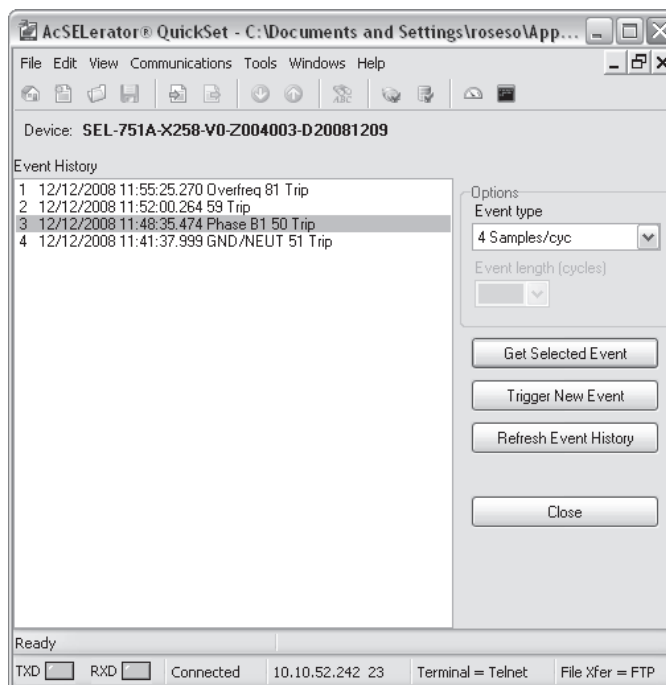 AcSELerator® QuickSet - C:\Documents and Settings\roseso\App...
File Edit View Communications Tools Windows Help
Device: SEL-751A-X258-V0-Z004003-D20081209
Event History
1 12/12/2008 11:55:25.270 Overfreq 81 Trip
2 12/12/2008 11:52:00.264 59 Trip
3 12/12/2008 11:48:35.474 Phase B1 50 Trip
4 12/12/2008 11:41:37.999 GND/NEUT 51 Trip
Options
Event type
4 Samples/cyc
Event length (cycles)
Get Selected Event
Trigger New Event
Refresh Event History
Close
Ready
TXD RXD Connected 10.10.52.242 23 Terminal = Telnet File Xfer = FTP